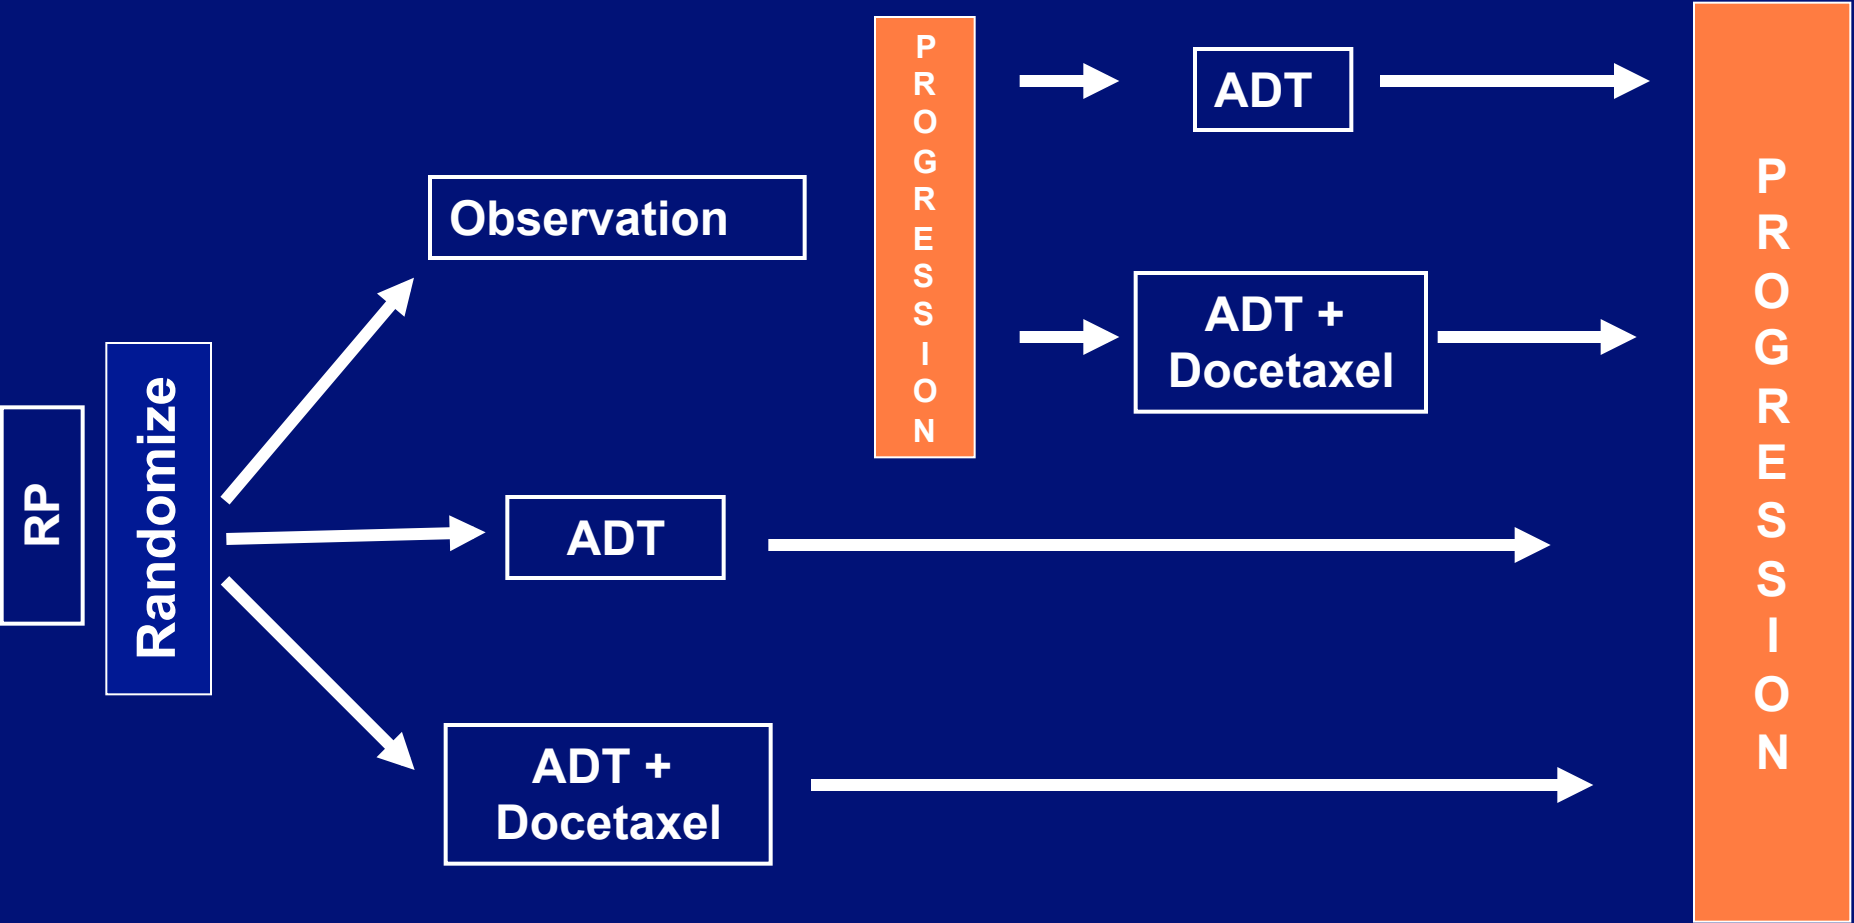 RP
Randomize
Observation
ADT
ADT +
Docetaxel
PROGRESSION
ADT
ADT +
Docetaxel
PROGRESSION